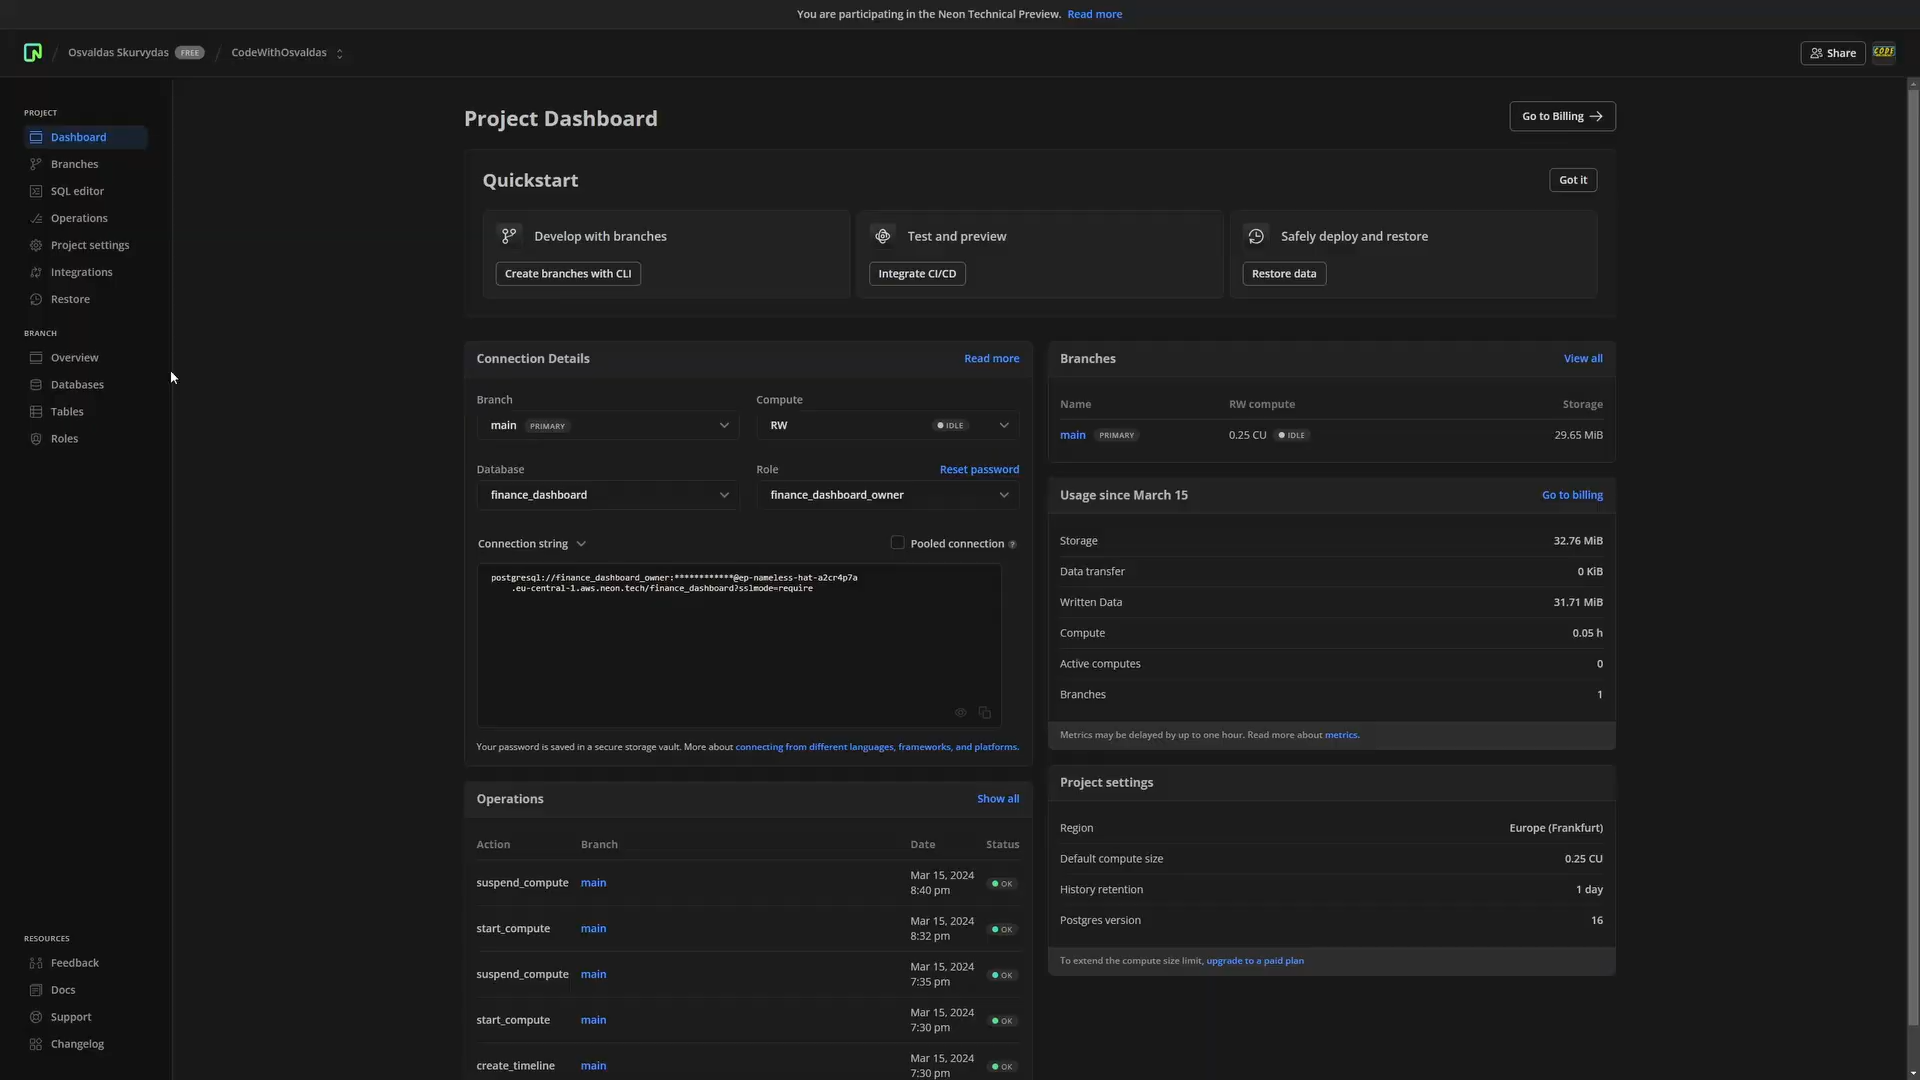 You are participating in the Neon Technical Preview. Read more
/ Osvaldas Skurvydas FREE / CodeWithOsvaldas
Share
CODE
PROJECT
Dashboard
Branches
SQL editor
Operations
Project settings
Integrations
Restore
BRANCH
Overview
Databases
Tables
Roles
RESOURCES
Feedback
Docs
Support
Changelog
Project Dashboard
Go to Billing →
Quickstart
Got it
Develop with branches
Create branches with CLI
Test and preview
Integrate CI/CD
Safely deploy and restore
Restore data
Connection Details
Read more
Branch
main PRIMARY
Compute
RW IDLE
Database
finance_dashboard
Role
Reset password
finance_dashboard_owner
Connection string
Pooled connection ?
postgresql://finance_dashboard_owner:************@ep-nameless-hat-a2cr4p7a
.eu-central-1.aws.neon.tech/finance_dashboard?sslmode=require
Your password is saved in a secure storage vault. More about connecting from different languages, frameworks, and platforms.
Operations
Show all
Action Branch Date Status
suspend_compute main Mar 15, 2024 OK
8:40 pm
start_compute main Mar 15, 2024 OK
8:32 pm
suspend_compute main Mar 15, 2024 OK
7:35 pm
start_compute main Mar 15, 2024 OK
7:30 pm
create_timeline main Mar 15, 2024 OK
7:30 pm
Branches
View all
Name RW compute Storage
main PRIMARY 0.25 CU IDLE 29.65 MiB
Usage since March 15
Go to billing
Storage 32.76 MiB
Data transfer 0 KiB
Written Data 31.71 MiB
Compute 0.05 h
Active computes 0
Branches 1
Metrics may be delayed by up to one hour. Read more about metrics.
Project settings
Region Europe (Frankfurt)
Default compute size 0.25 CU
History retention 1 day
Postgres version 16
To extend the compute size limit, upgrade to a paid plan